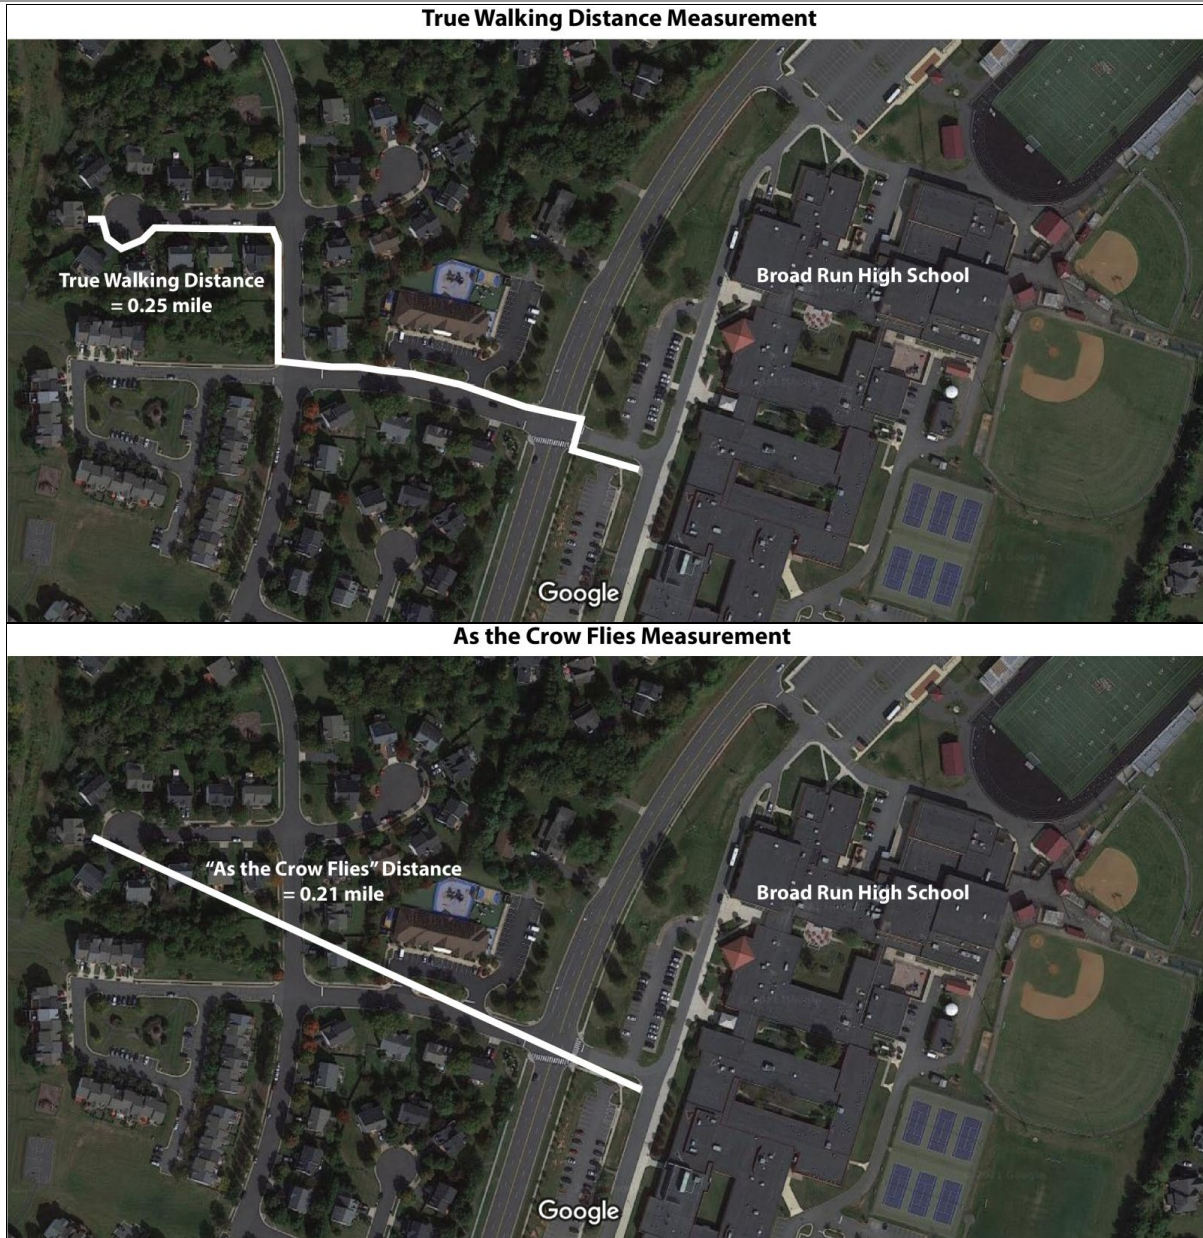 True Walking Distance Measurement
True Walking Distance
= 0.25 mile
Broad Run High School
Google
As the Crow Flies Measurement
“As the Crow Flies” Distance
= 0.21 mile
Broad Run High School
Google